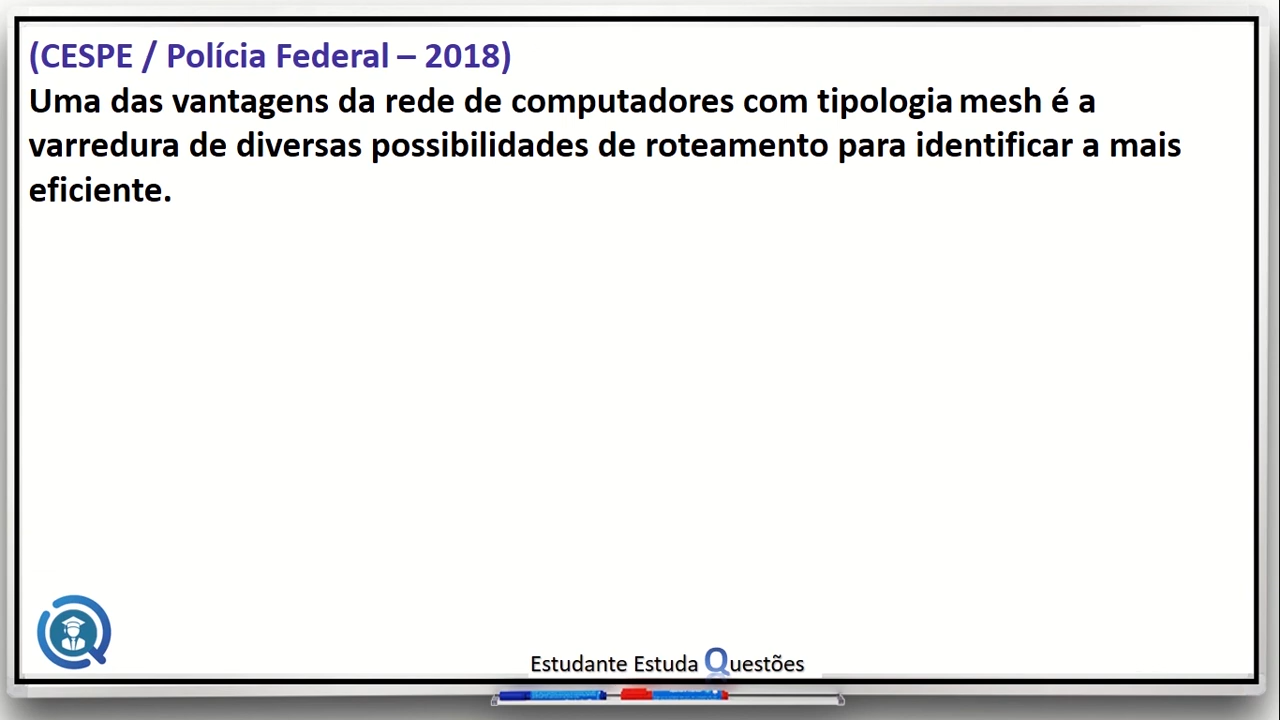 (CESPE / Polícia Federal – 2018)
Uma das vantagens da rede de computadores com tipologia mesh é a
varredura de diversas possibilidades de roteamento para identificar a mais
eficiente.
Estudante Estuda Questões